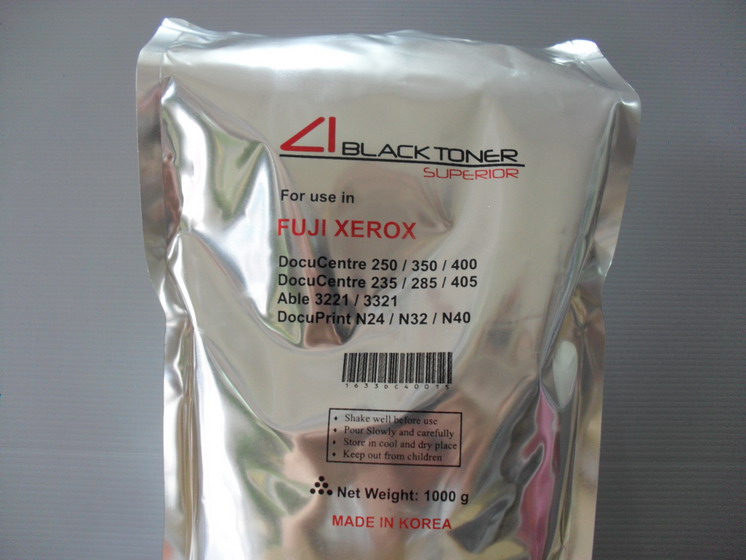 AI BLACK TONER
SUPERIOR
For use in
FUJI XEROX
DocuCentre 250 / 350 / 400
DocuCentre 235 / 285 / 405
Able 3221 / 3321
DocuPrint N24 / N32 / N40
1633DC40015
• Shake well before use
• Pour Slowly and carefully
• Store in cool and dry place
• Keep out from children
Net Weight: 1000 g
MADE IN KOREA